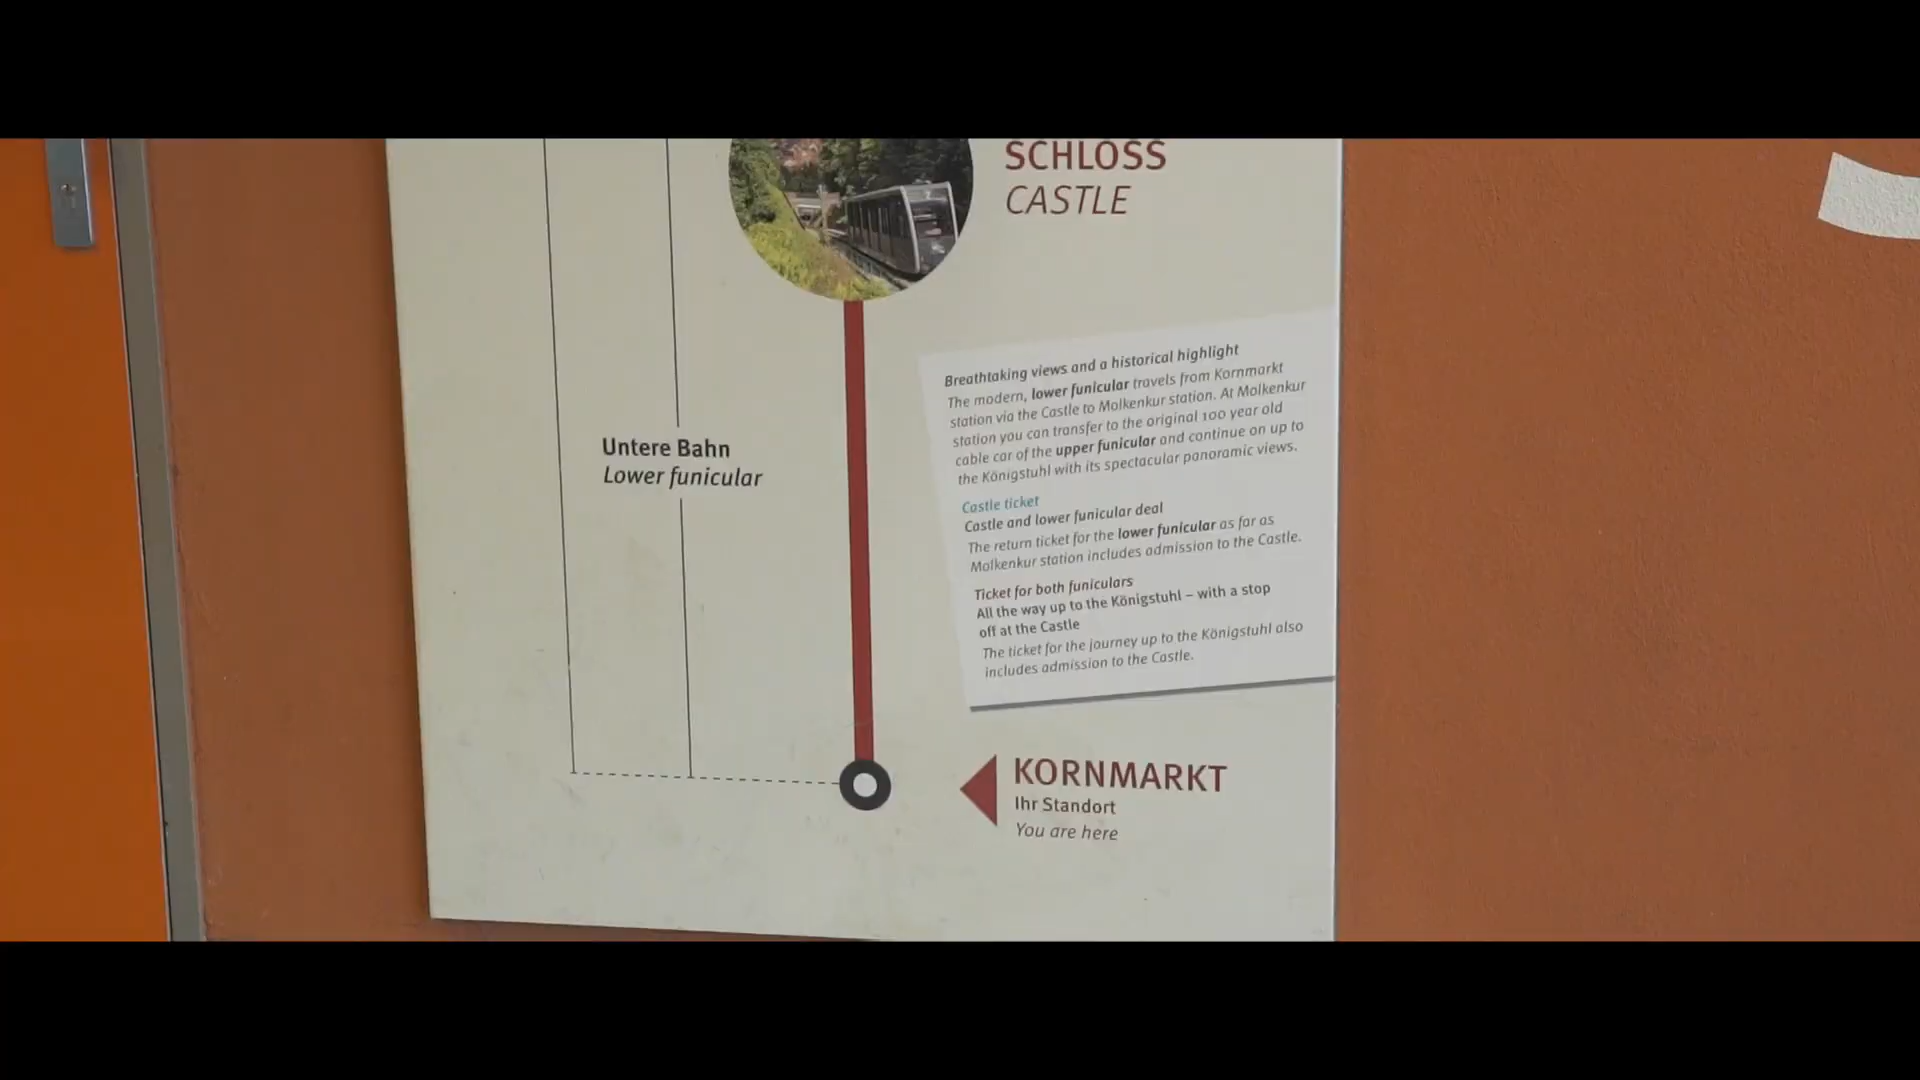 SCHLOSS
CASTLE
Breathtaking views and a historical highlight
The modern, lower funicular travels from Kornmarkt
station via the Castle to Molkenkur station. At Molkenkur
station you can transfer to the original 100 year old
cable car of the upper funicular and continue on up to
the Königstuhl with its spectacular panoramic views.
Castle ticket
Castle and lower funicular deal
The return ticket for the lower funicular as far as
Molkenkur station includes admission to the Castle.
Ticket for both funiculars
All the way up to the Königstuhl – with a stop
off at the Castle
The ticket for the journey up to the Königstuhl also
includes admission to the Castle.
Untere Bahn
Lower funicular
KORNMARKT
Ihr Standort
You are here